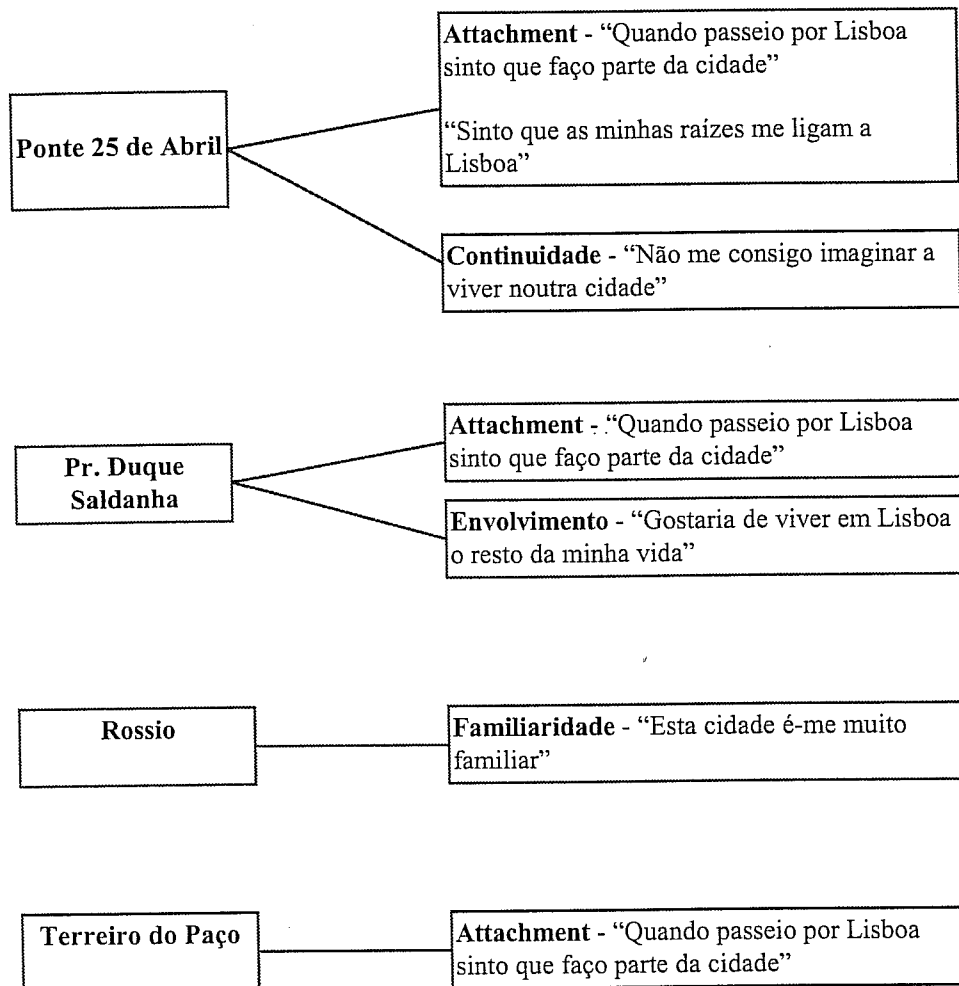 Attachment - “Quando passeio por Lisboa
sinto que faço parte da cidade”
“Sinto que as minhas raízes me ligam a
Lisboa”
Ponte 25 de Abril
Continuidade - “Não me consigo imaginar a
viver noutra cidade”
Attachment - “Quando passeio por Lisboa
sinto que faço parte da cidade”
Pr. Duque
Saldanha
Envolvimento - “Gostaria de viver em Lisboa
o resto da minha vida”
Rossio
Familiaridade - “Esta cidade é-me muito
familiar”
Terreiro do Paço
Attachment - “Quando passeio por Lisboa
sinto que faço parte da cidade”